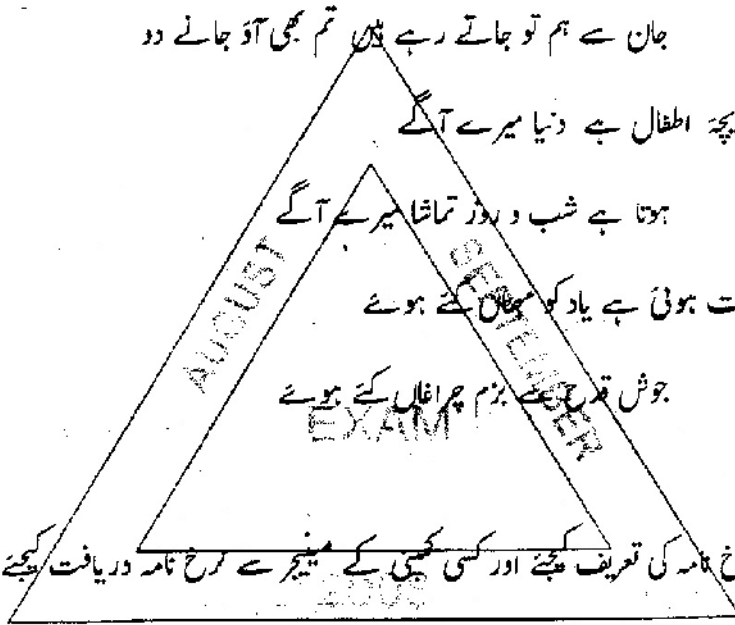 جان سے ہم تو جاتے رہے ہیں تم بھی آؤ جانے دو
یچۂ اطفال ہے دنیا میرے آگے
ہوتا ہے شب و روز تماشا میرے آگے
AUGUST
SEPTEMBER
ت ہوئی ہے یاد کو مہماں کئے ہوئے
جوش قدح سے بزم چراغاں کئے ہوئے
EXAM
خ نامہ کی تعریف کیجئے اور کسی کمپنی کے مینیجر سے نرخ نامہ دریافت کیجئے